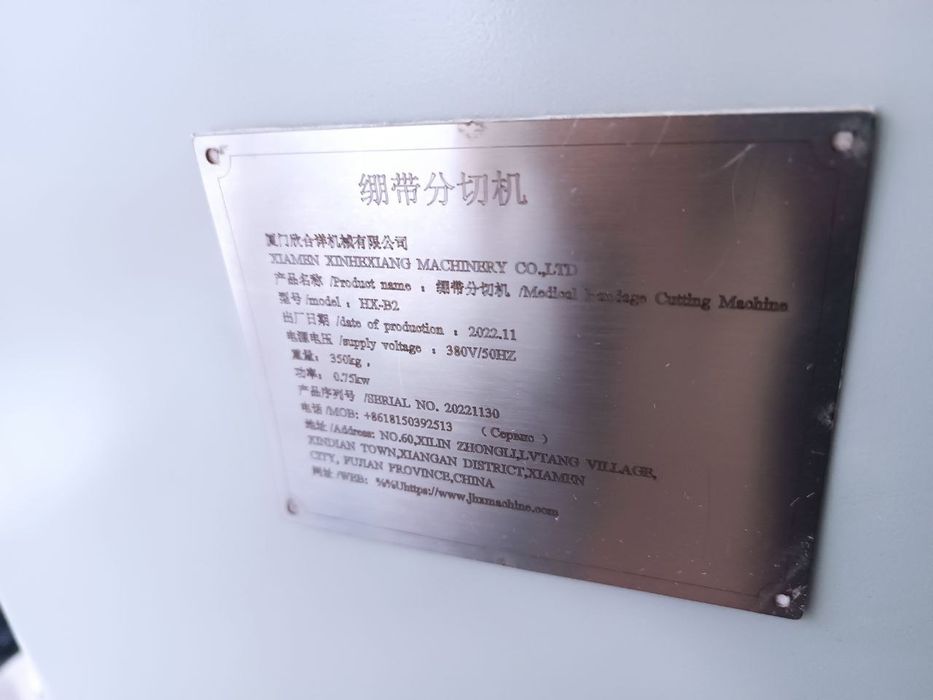 绷带分切机
厦门欣合详机械有限公司
XIAMEN XINHEXIANG MACHINERY CO.,LTD
产品名称 /Product name : 绷带分切机 /Medical bandage Cutting Machine
型号 /model : HX-B2
出厂日期 /date of production : 2022.11
电源电压 /supply voltage : 380V/50HZ
重量: 350kg ,
功率: 0.75kw
产品序列号 /SERIAL NO. 20221130
电话 /MOB: +8618150392513 (Сервис)
地址 /Address: NO.60,XILIN ZHONGLI,LVTANG VILLAGE,
XINDIAN TOWN,XIANGAN DISTRICT,XIAMEN
CITY, FUJIAN PROVINCE,CHINA
网址 /WEB: %%Uhttps://www.jhxmachine.com